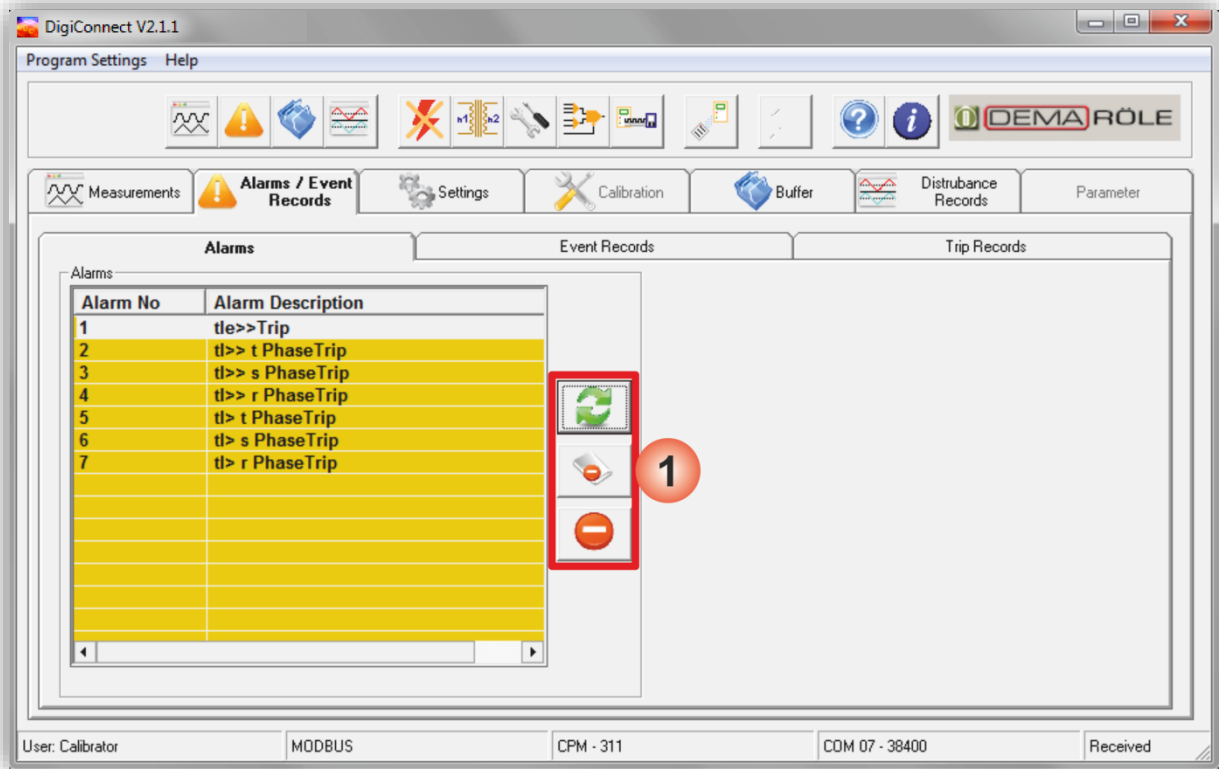 DigiConnect V2.1.1
Program Settings Help
h1 h2
DEMA RÖLE
Measurements
Alarms / Event
Records
Settings
Calibration
Buffer
Distrubance
Records
Parameter
Alarms
Event Records
Trip Records
Alarms
Alarm No Alarm Description
1 tIe>>Trip
2 tI>> t PhaseTrip
3 tI>> s PhaseTrip
4 tI>> r PhaseTrip
5 tI> t PhaseTrip
6 tI> s PhaseTrip
7 tI> r PhaseTrip
1
User: Calibrator MODBUS CPM - 311 COM 07 - 38400 Received